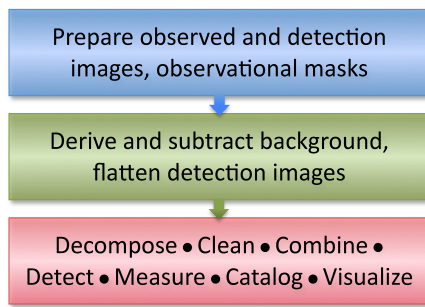 Prepare observed and detection
images, observational masks
Derive and subtract background,
flatten detection images
Decompose • Clean • Combine •
Detect • Measure • Catalog • Visualize